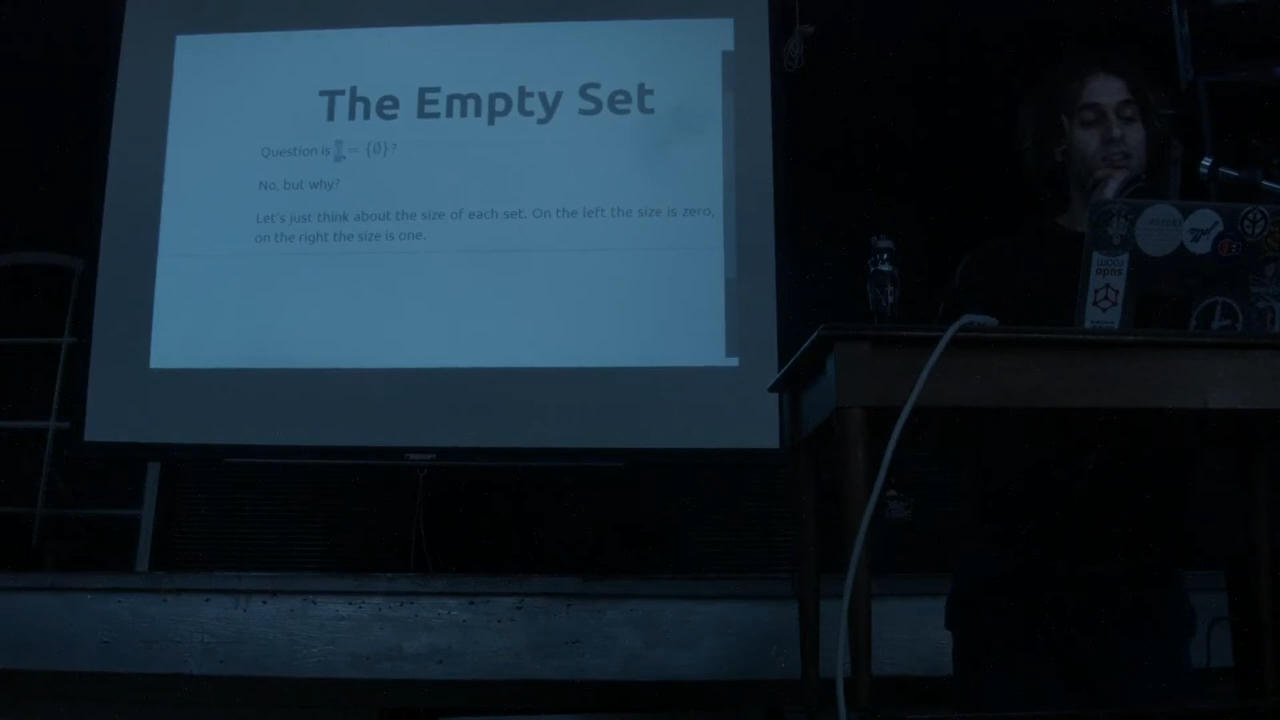 The Empty Set
Question is = {∅}?
No, but why?
Let's just think about the size of each set. On the left the size is zero,
on the right the size is one.